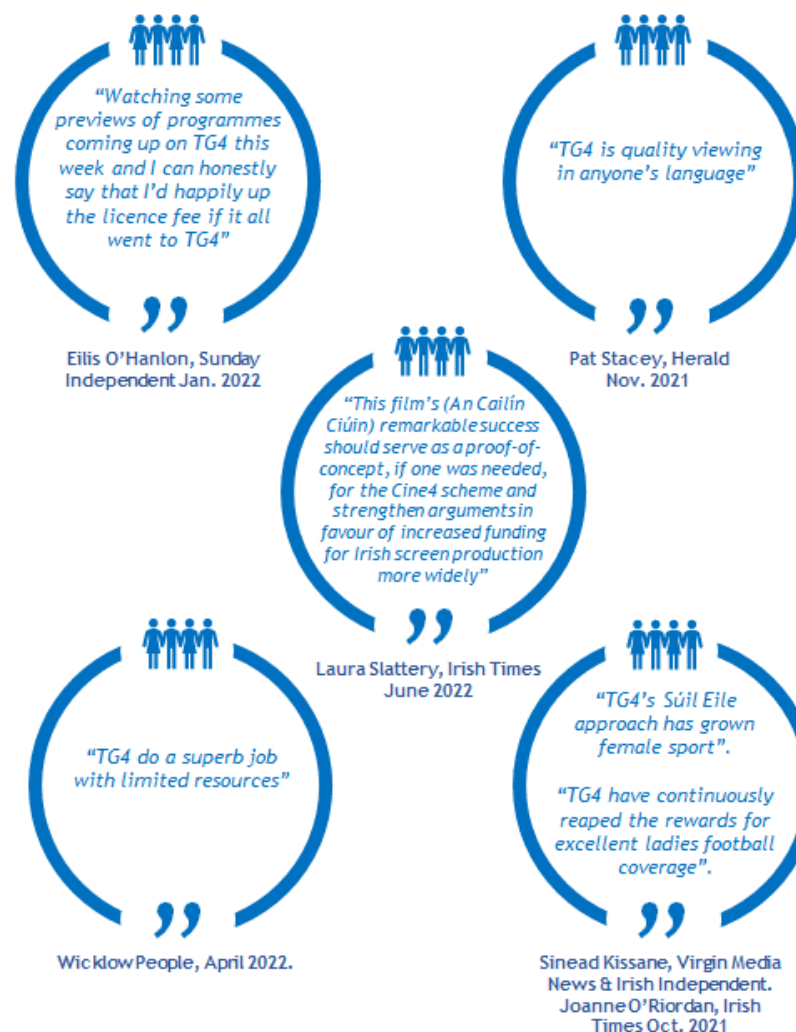 “Watching some
previews of programmes
coming up on TG4 this
week and I can honestly
say that I’d happily up
the licence fee if it all
went to TG4”
Eilis O’Hanlon, Sunday
Independent Jan. 2022
“TG4 is quality viewing
in anyone’s language”
Pat Stacey, Herald
Nov. 2021
“This film’s (An Cailín
Ciúin) remarkable success
should serve as a proof-of-
concept, if one was needed,
for the Cine4 scheme and
strengthen arguments in
favour of increased funding
for Irish screen production
more widely”
Laura Slattery, Irish Times
June 2022
“TG4 do a superb job
with limited resources”
Wicklow People, April 2022.
“TG4’s Súil Eile
approach has grown
female sport”.
“TG4 have continuously
reaped the rewards for
excellent ladies football
coverage”.
Sinead Kissane, Virgin Media
News & Irish Independent.
Joanne O’Riordan, Irish
Times Oct. 2021